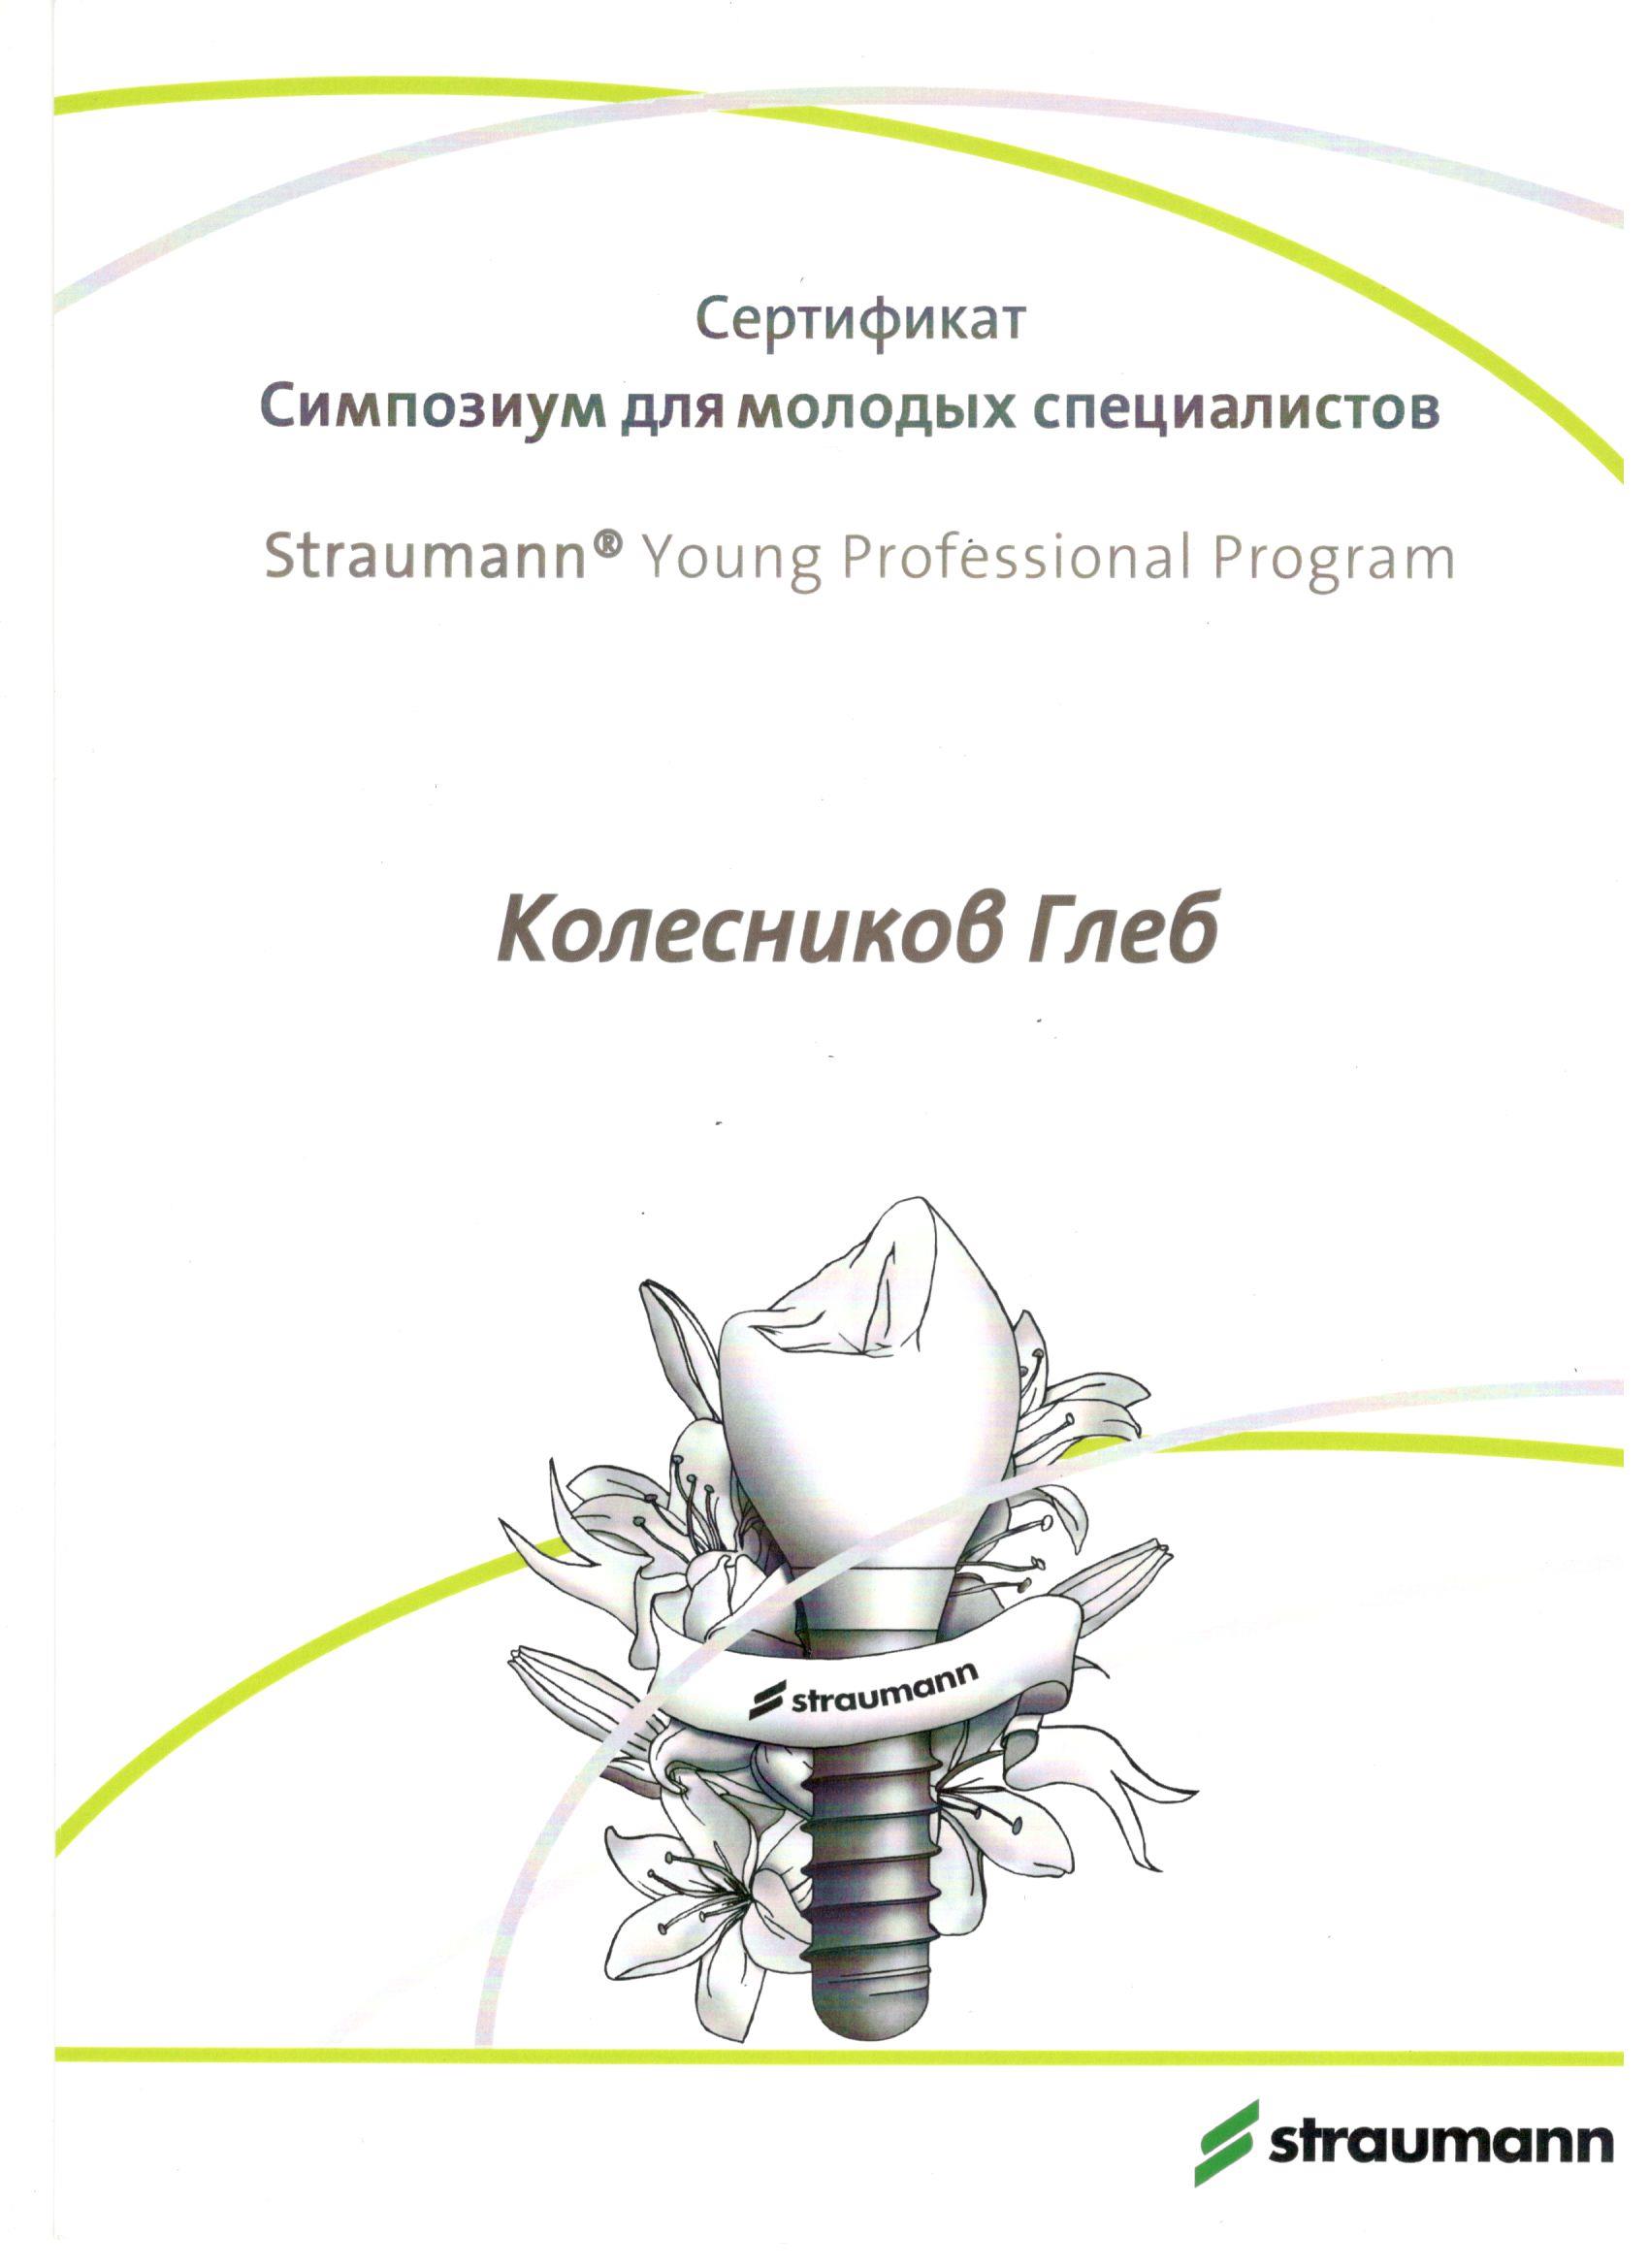 Сертификат
Симпозиум для молодых специалистов
Straumann® Young Professional Program
Колесников Глеб
straumann
straumann